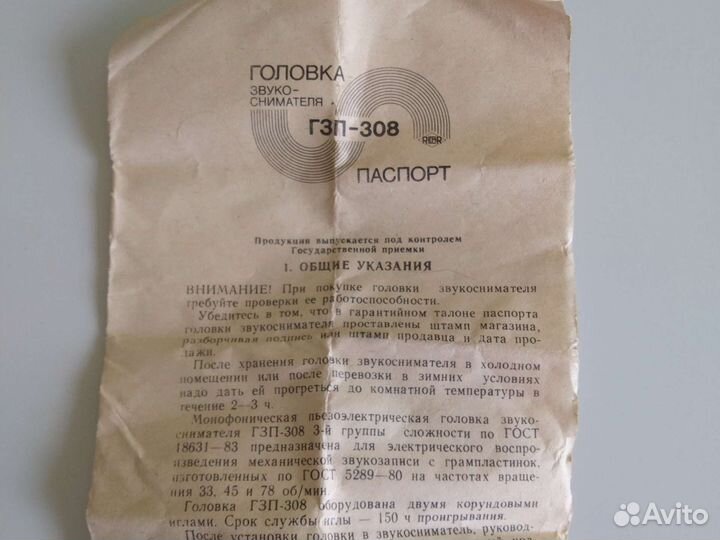 ГОЛОВКА
ЗВУКО-
СНИМАТЕЛЯ
ГЗП-308
ПАСПОРТ
Продукция выпускается под контролем
Государственной приемки
1. ОБЩИЕ УКАЗАНИЯ
ВНИМАНИЕ! При покупке головки звукоснимателя
требуйте проверки ее работоспособности.
Убедитесь в том, что в гарантийном талоне паспорта
головки звукоснимателя проставлены штамп магазина,
разборчивая подпись или штамп продавца и дата про-
дажи.
После хранения головки звукоснимателя в холодном
помещении или после перевозки в зимних условиях
надо дать ей прогреться до комнатной температуры в
течение 2—3 ч.
Монофоническая пьезоэлектрическая головка звуко-
снимателя ГЗП-308 3-й группы сложности по ГОСТ
18631—83 предназначена для электрического воспро-
изведения механической звукозаписи с грампластинок,
изготовленных по ГОСТ 5289—80 на частотах враще-
ния 33, 45 и 78 об/мин.
Головка ГЗП-308 оборудована двумя корундовыми
иглами. Срок службы иглы — 150 ч проигрывания.
После установки головки в звукосниматель, руковод-
Avito